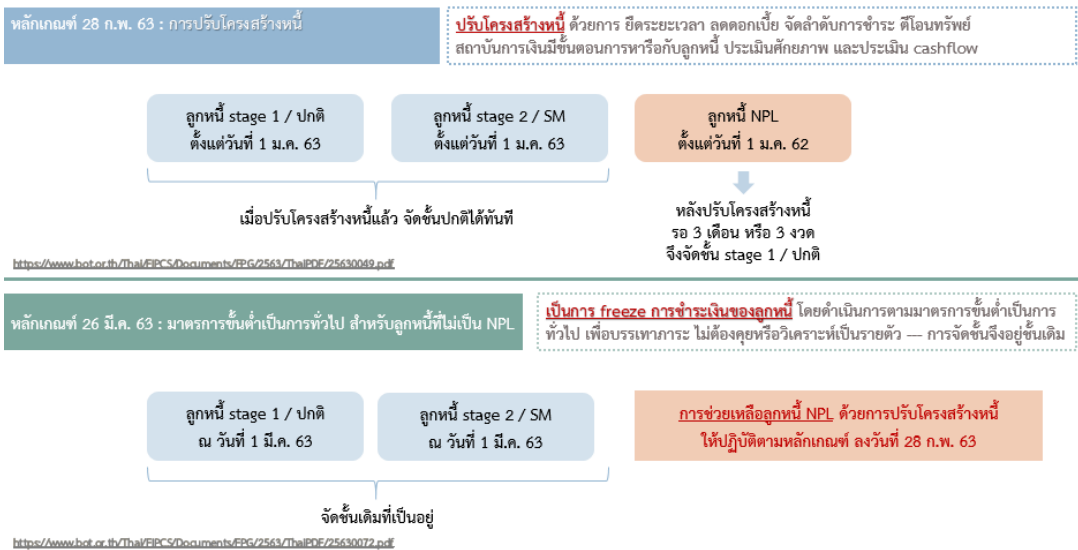 หลักเกณฑ์ 28 ก.พ. 63 : การปรับโครงสร้างหนี้
ปรับโครงสร้างหนี้ ด้วยการ ยืดระยะเวลา ลดดอกเบี้ย จัดลำดับการชำระ ตีโอนทรัพย์
สถาบันการเงินมีขั้นตอนการหารือกับลูกหนี้ ประเมินศักยภาพ และประเมิน cashflow
ลูกหนี้ stage 1 / ปกติ
ตั้งแต่วันที่ 1 ม.ค. 63
ลูกหนี้ stage 2 / SM
ตั้งแต่วันที่ 1 ม.ค. 63
ลูกหนี้ NPL
ตั้งแต่วันที่ 1 ม.ค. 62
เมื่อปรับโครงสร้างหนี้แล้ว จัดชั้นปกติได้ทันที
หลังปรับโครงสร้างหนี้
รอ 3 เดือน หรือ 3 งวด
จึงจัดชั้น stage 1 / ปกติ
https://www.bot.or.th/Thai/FIPCS/Documents/FPG/2563/ThaiPDF/25630049.pdf
หลักเกณฑ์ 26 มี.ค. 63 : มาตรการขั้นต่ำเป็นการทั่วไป สำหรับลูกหนี้ที่ไม่เป็น NPL
เป็นการ freeze การชำระเงินของลูกหนี้ โดยดำเนินการตามมาตรการขั้นต่ำเป็นการ
ทั่วไป เพื่อบรรเทาภาระ ไม่ต้องคุยหรือวิเคราะห์เป็นรายตัว — การจัดชั้นจึงอยู่ชั้นเดิม
ลูกหนี้ stage 1 / ปกติ
ณ วันที่ 1 มี.ค. 63
ลูกหนี้ stage 2 / SM
ณ วันที่ 1 มี.ค. 63
การช่วยเหลือลูกหนี้ NPL ด้วยการปรับโครงสร้างหนี้
ให้ปฏิบัติตามหลักเกณฑ์ ลงวันที่ 28 ก.พ. 63
จัดชั้นเดิมที่เป็นอยู่
https://www.bot.or.th/Thai/FIPCS/Documents/FPG/2563/ThaiPDF/25630072.pdf